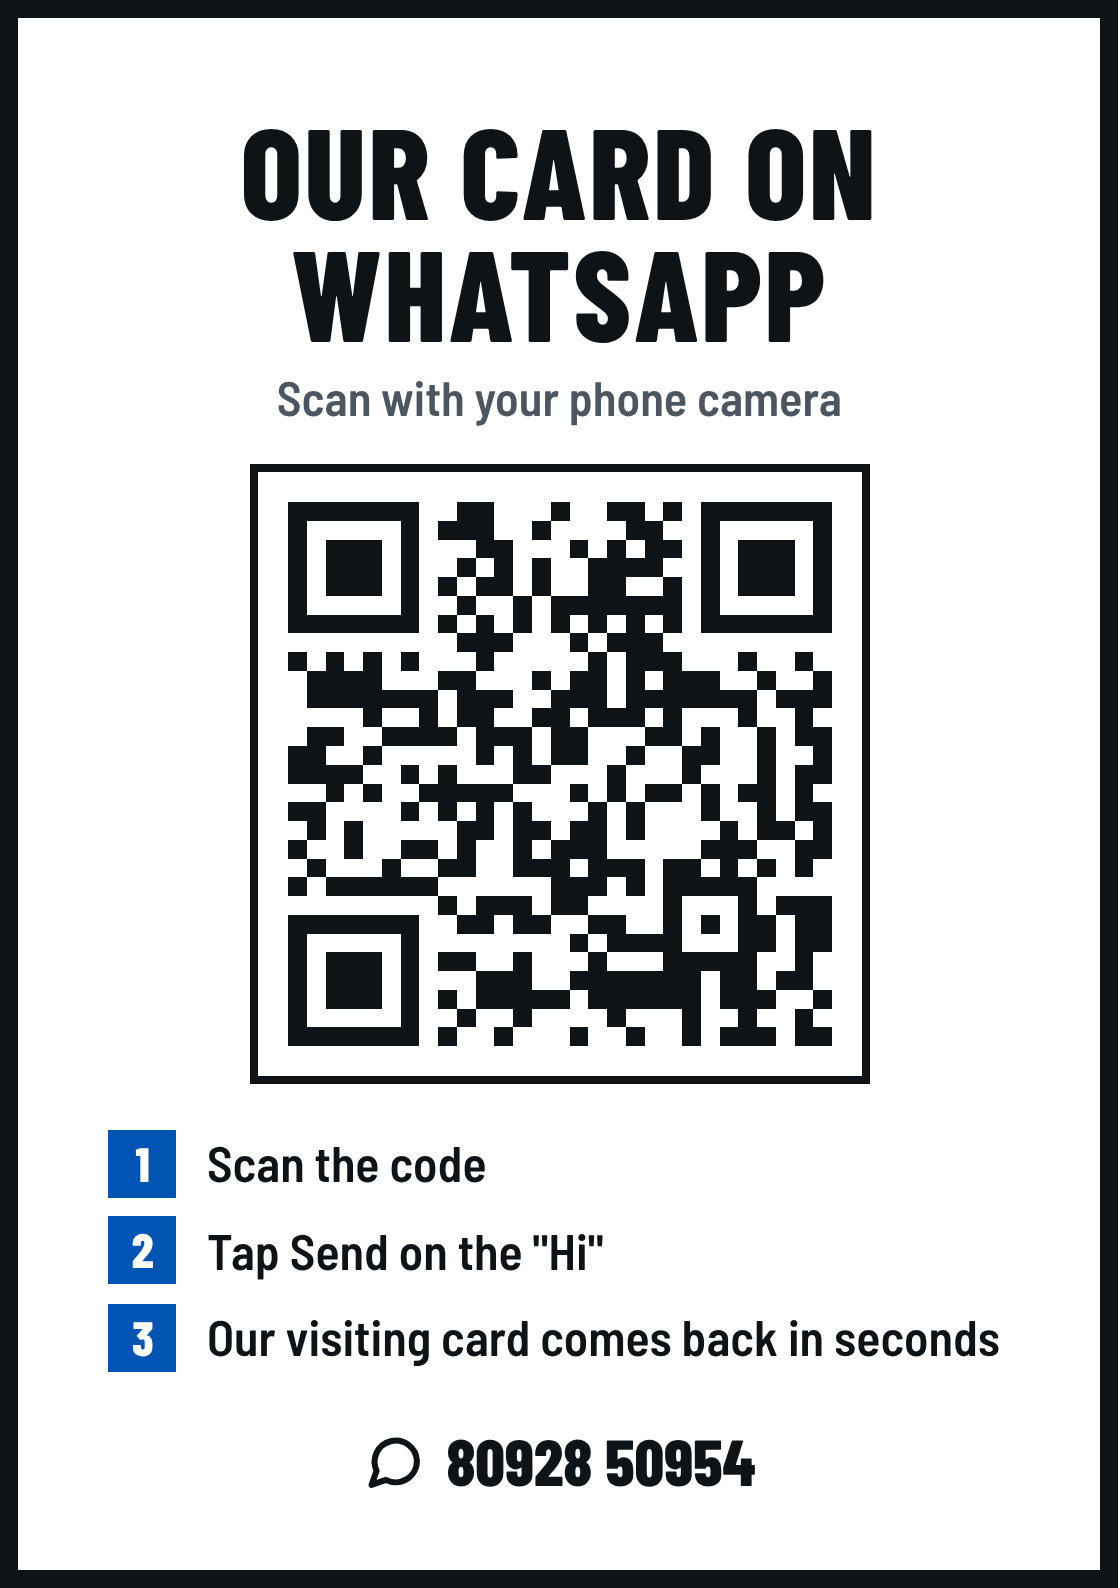 OUR CARD ON
WHATSAPP
Scan with your phone camera
1 Scan the code
2 Tap Send on the "Hi"
3 Our visiting card comes back in seconds
80928 50954